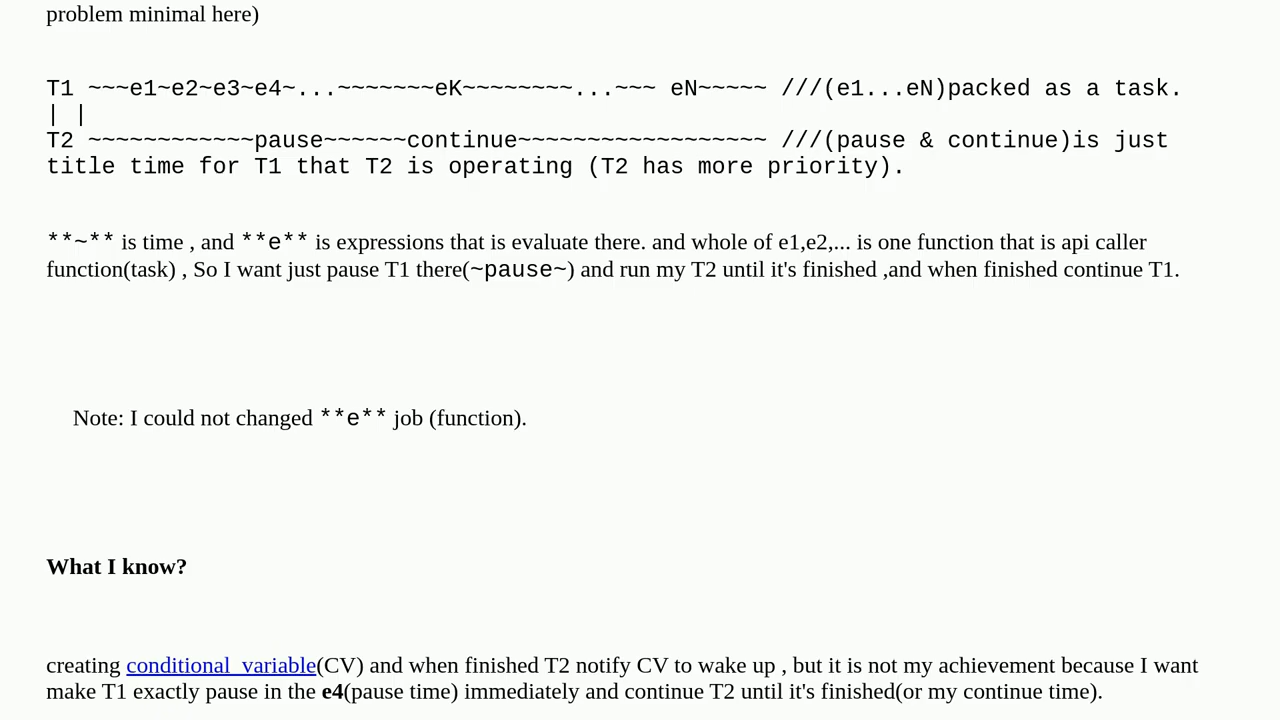 problem minimal here)
T1 ~~~e1~e2~e3~e4~...~~~~~~~eK~~~~~~~~...~~~ eN~~~~~ ///(e1...eN)packed as a task.
| |
T2 ~~~~~~~~~~~~pause~~~~~~continue~~~~~~~~~~~~~~~~~~ ///(pause & continue)is just
title time for T1 that T2 is operating (T2 has more priority).
**~** is time , and **e** is expressions that is evaluate there. and whole of e1,e2,... is one function that is api caller
function(task) , So I want just pause T1 there(~pause~) and run my T2 until it's finished ,and when finished continue T1.
Note: I could not changed **e** job (function).
What I know?
creating conditional_variable(CV) and when finished T2 notify CV to wake up , but it is not my achievement because I want
make T1 exactly pause in the e4(pause time) immediately and continue T2 until it's finished(or my continue time).